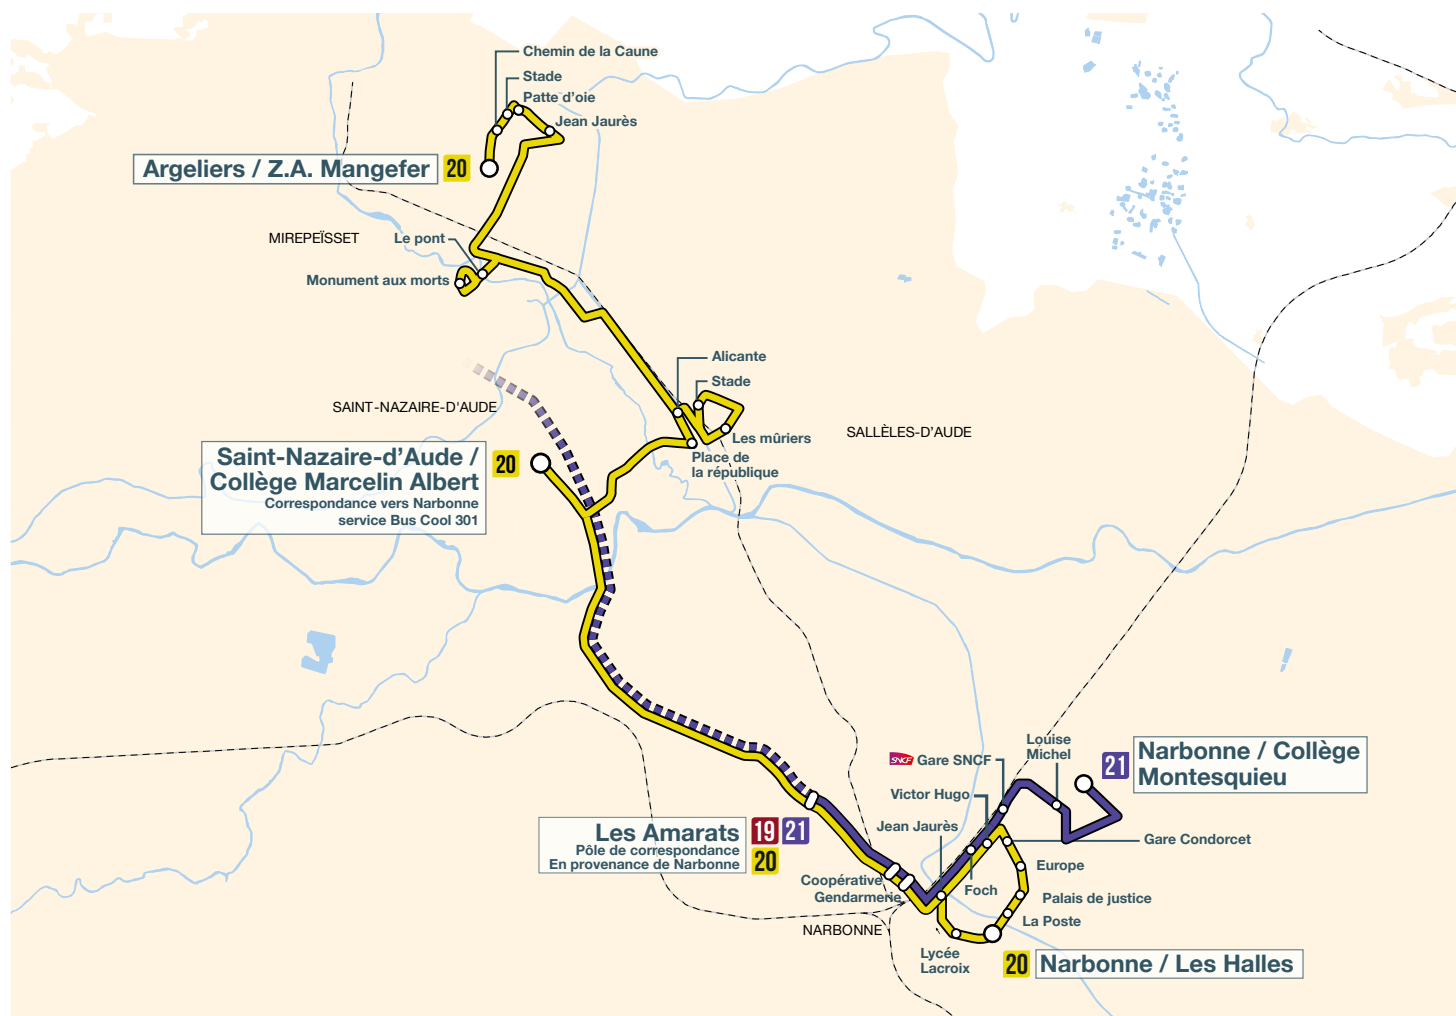 Chemin de la Caune
Stade
Patte d'oie
Jean Jaurès
Argeliers / Z.A. Mangefer
20
MIREPEÏSSET
Le pont
Monument aux morts
Alicante
Stade
SAINT-NAZAIRE-D'AUDE
Les mûriers
SALLÈLES-D'AUDE
Place de
la république
Saint-Nazaire-d'Aude /
Collège Marcelin Albert
Correspondance vers Narbonne
service Bus Cool 301
20
Louise
Michel
21
Narbonne / Collège
Montesquieu
SNCF Gare SNCF
Victor Hugo
Jean Jaurès
Gare Condorcet
Les Amarats
19 21
Pôle de correspondance
En provenance de Narbonne
20
Europe
Coopérative
Gendarmerie
Foch
Palais de justice
La Poste
NARBONNE
Lycée
Lacroix
20
Narbonne / Les Halles